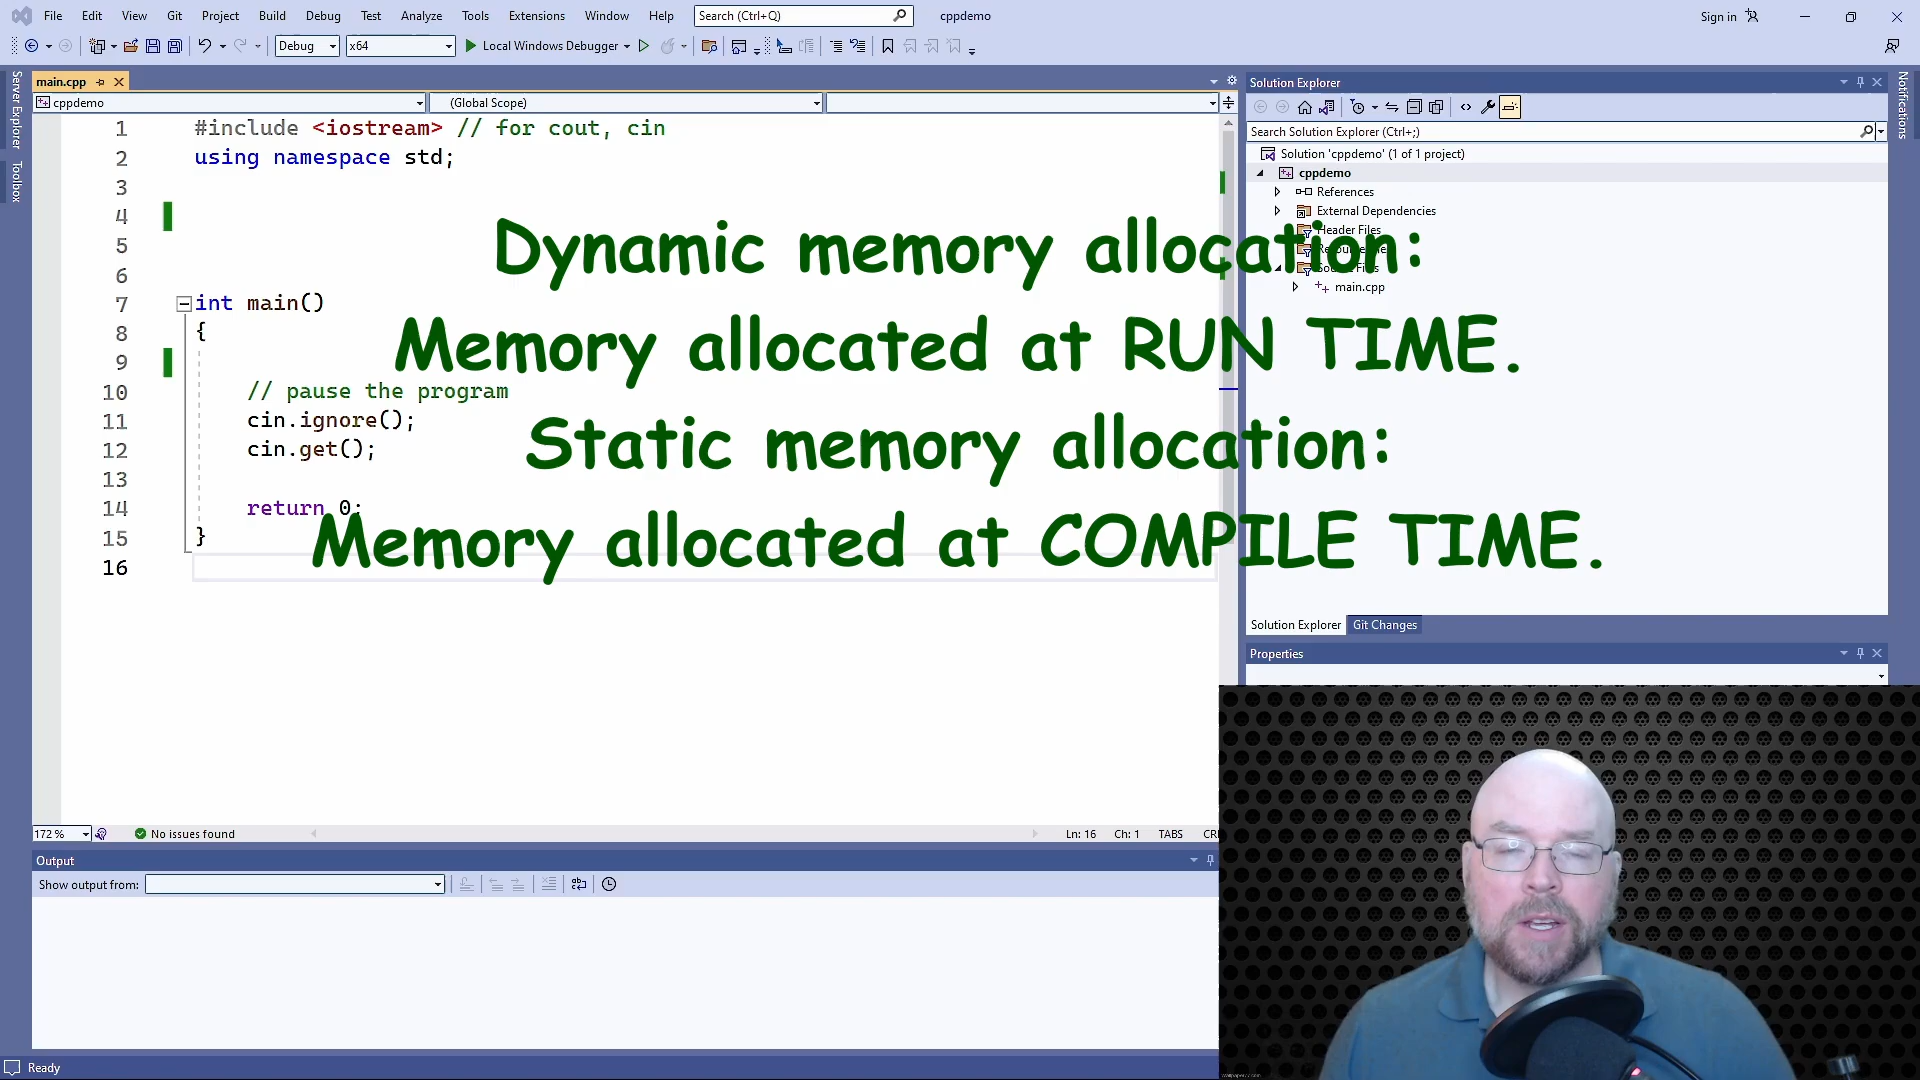 File Edit View Git Project Build Debug Test Analyze Tools Extensions Window Help Search (Ctrl+Q) cppdemo Sign in
Debug x64 Local Windows Debugger
Server Explorer
Toolbox
main.cpp
cppdemo (Global Scope)
1 #include <iostream> // for cout, cin
2 using namespace std;
3
4
5
6
7 int main()
8 {
9
10 // pause the program
11 cin.ignore();
12 cin.get();
13
14 return 0;
15 }
16
Dynamic memory allocation:
Memory allocated at RUN TIME.
Static memory allocation:
Memory allocated at COMPILE TIME.
172 % No issues found Ln: 16 Ch: 1 TABS
Output
Show output from:
Ready
Solution Explorer
Search Solution Explorer (Ctrl+;)
Solution 'cppdemo' (1 of 1 project)
cppdemo
References
External Dependencies
Header Files
main.cpp
Solution Explorer Git Changes
Properties
Notifications